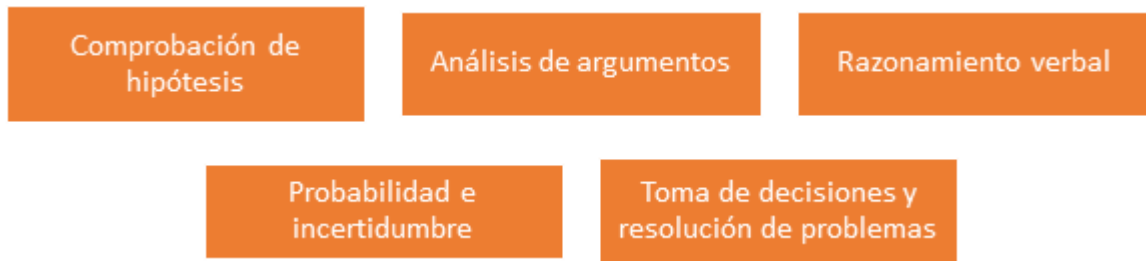 Comprobación de
hipótesis
Análisis de argumentos
Razonamiento verbal
Probabilidad e
incertidumbre
Toma de decisiones y
resolución de problemas